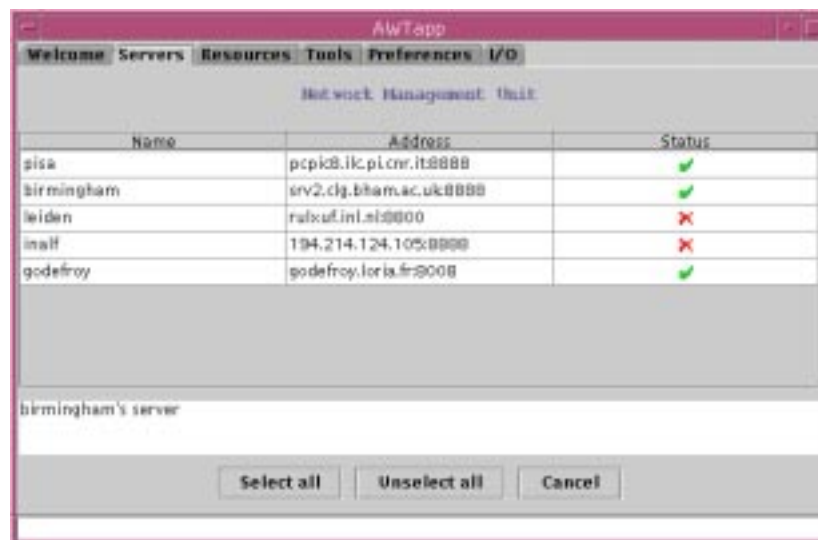 AWTapp
Welcome Servers Resources Tools Preferences I/O
Network Management Unit
Name Address Status
pisa pcpic8.ilc.pi.cnr.it:8888
birmingham srv2.clg.bham.ac.uk:8888
leiden rulxuf.inl.nl:8800
inalf 194.214.124.105:8888
godefroy godefroy.loria.fr:8008
birmingham's server
Select all Unselect all Cancel